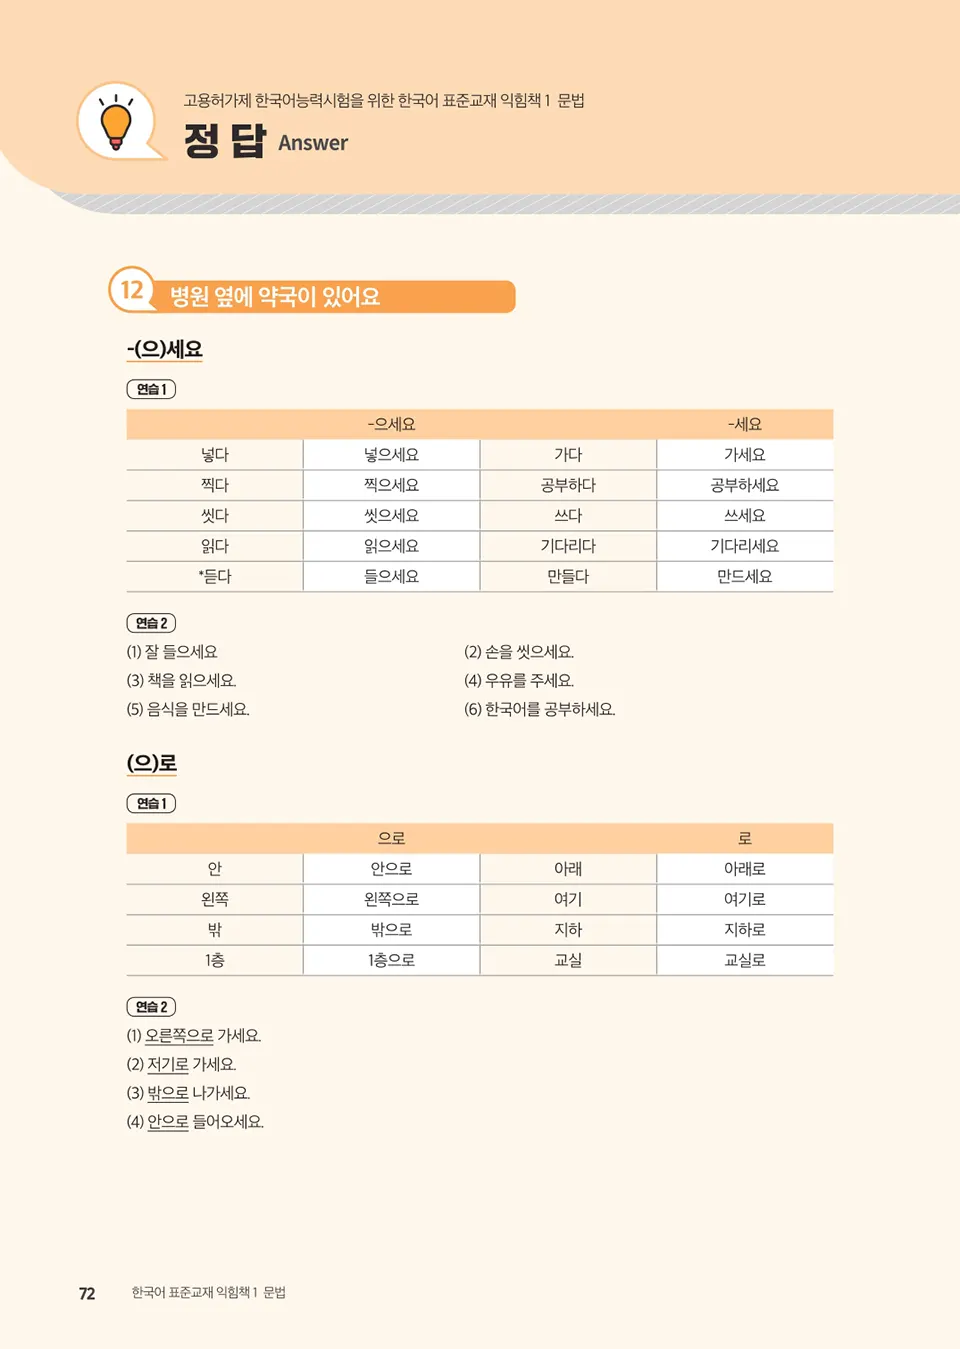 고용허가제 한국어능력시험을 위한 한국어 표준교재 익힘책 1 문법
정답 Answer
12 병원 옆에 약국이 있어요
-(으)세요
연습 1
-으세요 -세요
넣다 넣으세요 가다 가세요
찍다 찍으세요 공부하다 공부하세요
씻다 씻으세요 쓰다 쓰세요
읽다 읽으세요 기다리다 기다리세요
*듣다 들으세요 만들다 만드세요
연습 2
(1) 잘 들으세요 (2) 손을 씻으세요.
(3) 책을 읽으세요. (4) 우유를 주세요.
(5) 음식을 만드세요. (6) 한국어를 공부하세요.
(으)로
연습 1
으로 로
안 안으로 아래 아래로
왼쪽 왼쪽으로 여기 여기로
밖 밖으로 지하 지하로
1층 1층으로 교실 교실로
연습 2
(1) 오른쪽으로 가세요.
(2) 저기로 가세요.
(3) 밖으로 나가세요.
(4) 안으로 들어오세요.
72 한국어 표준교재 익힘책 1 문법